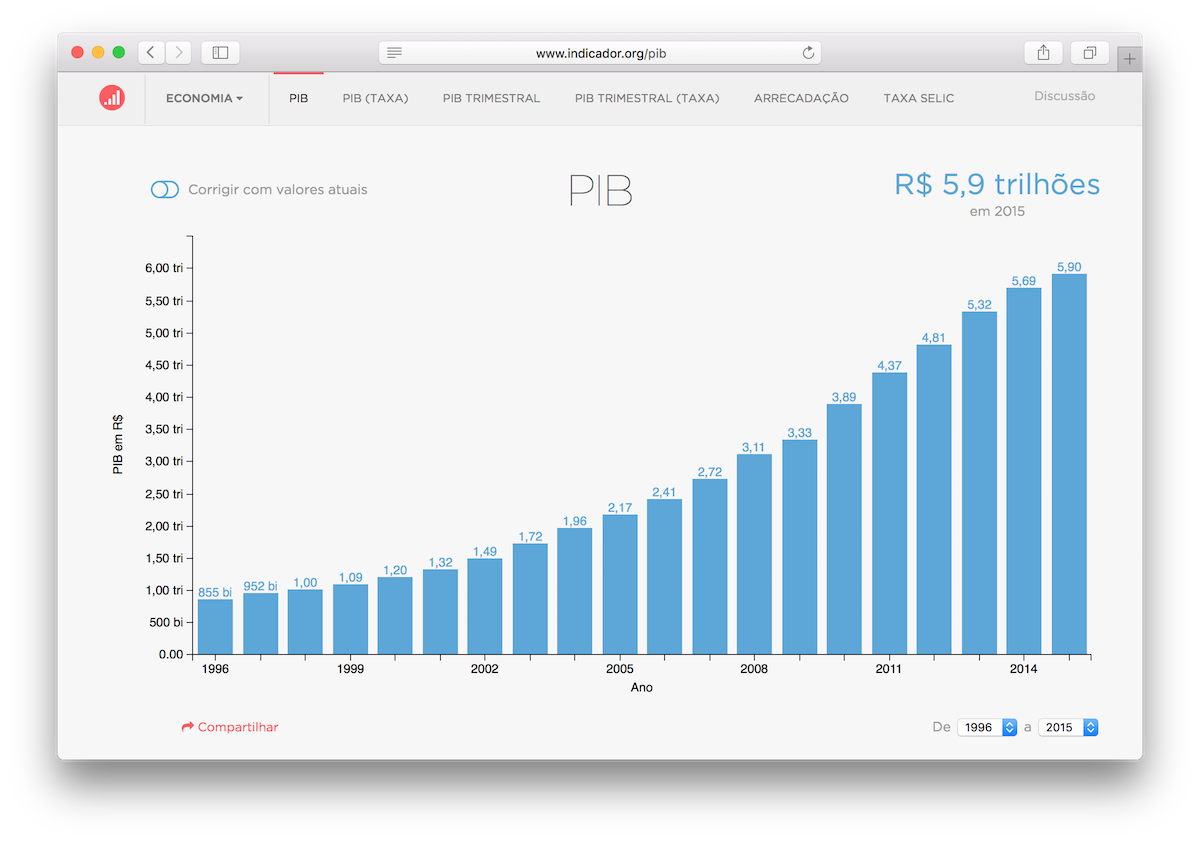 www.indicador.org/pib
ECONOMIA
PIB
PIB (TAXA)
PIB TRIMESTRAL
PIB TRIMESTRAL (TAXA)
ARRECADAÇÃO
TAXA SELIC
Discussão
Corrigir com valores atuais
PIB
R$ 5,9 trilhões
em 2015
PIB em R$
6,00 tri
5,50 tri
5,00 tri
4,50 tri
4,00 tri
3,50 tri
3,00 tri
2,50 tri
2,00 tri
1,50 tri
1,00 tri
500 bi
0.00
855 bi
952 bi
1,00
1,09
1,20
1,32
1,49
1,72
1,96
2,17
2,41
2,72
3,11
3,33
3,89
4,37
4,81
5,32
5,69
5,90
1996
1999
2002
2005
2008
2011
2014
Ano
Compartilhar
De 1996 a 2015